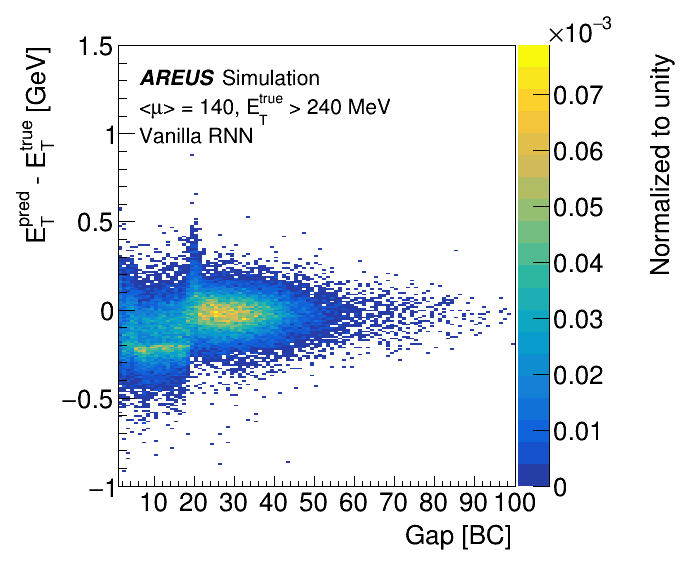 ×10⁻³
E_T^pred - E_T^true [GeV]
Normalized to unity
AREUS Simulation
<μ> = 140, E_T^true > 240 MeV
Vanilla RNN
1.5
1
0.5
0
−0.5
−1
0.07
0.06
0.05
0.04
0.03
0.02
0.01
0
10 20 30 40 50 60 70 80 90 100
Gap [BC]